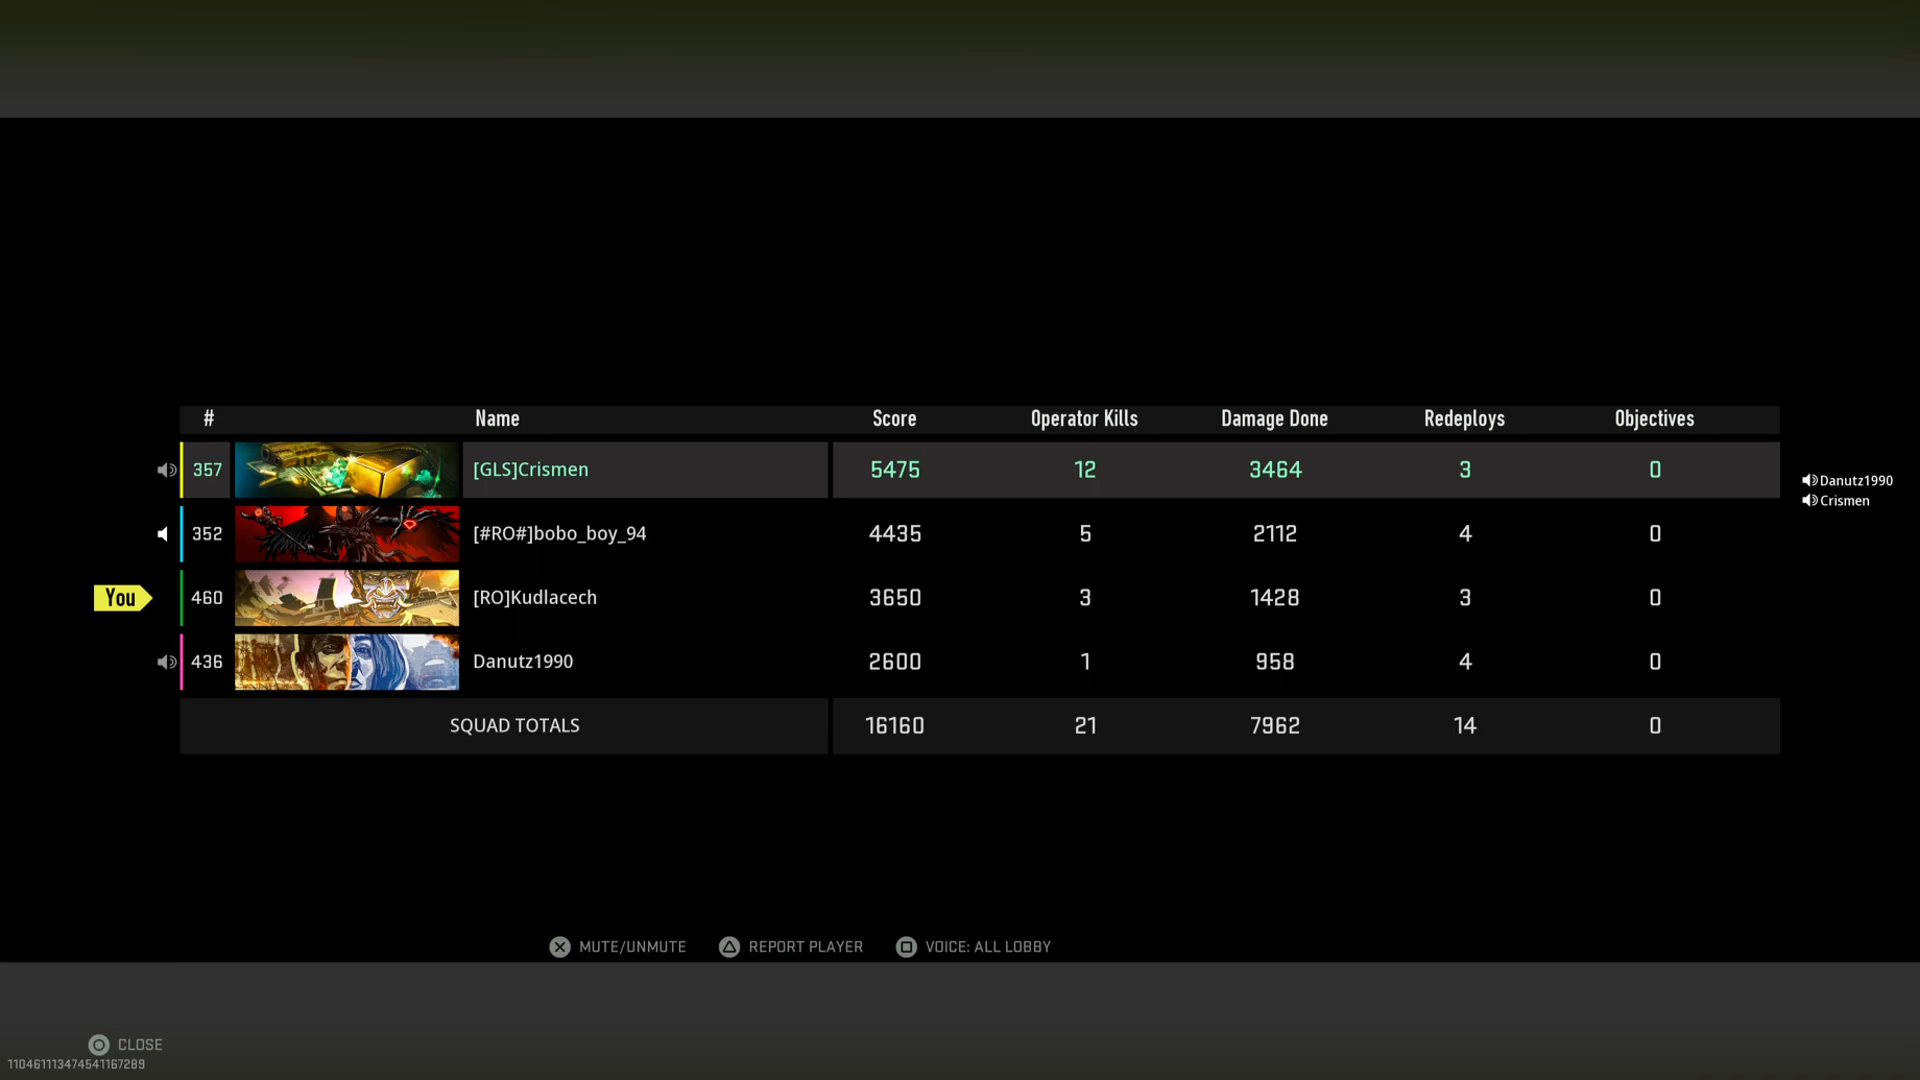 # Name Score Operator Kills Damage Done Redeploys Objectives
357 [GLS]Crismen 5475 12 3464 3 0
Danutz1990
Crismen
352 [#RO#]bobo_boy_94 4435 5 2112 4 0
You 460 [RO]Kudlacech 3650 3 1428 3 0
436 Danutz1990 2600 1 958 4 0
SQUAD TOTALS 16160 21 7962 14 0
MUTE/UNMUTE REPORT PLAYER VOICE: ALL LOBBY
CLOSE
110461113474541167289